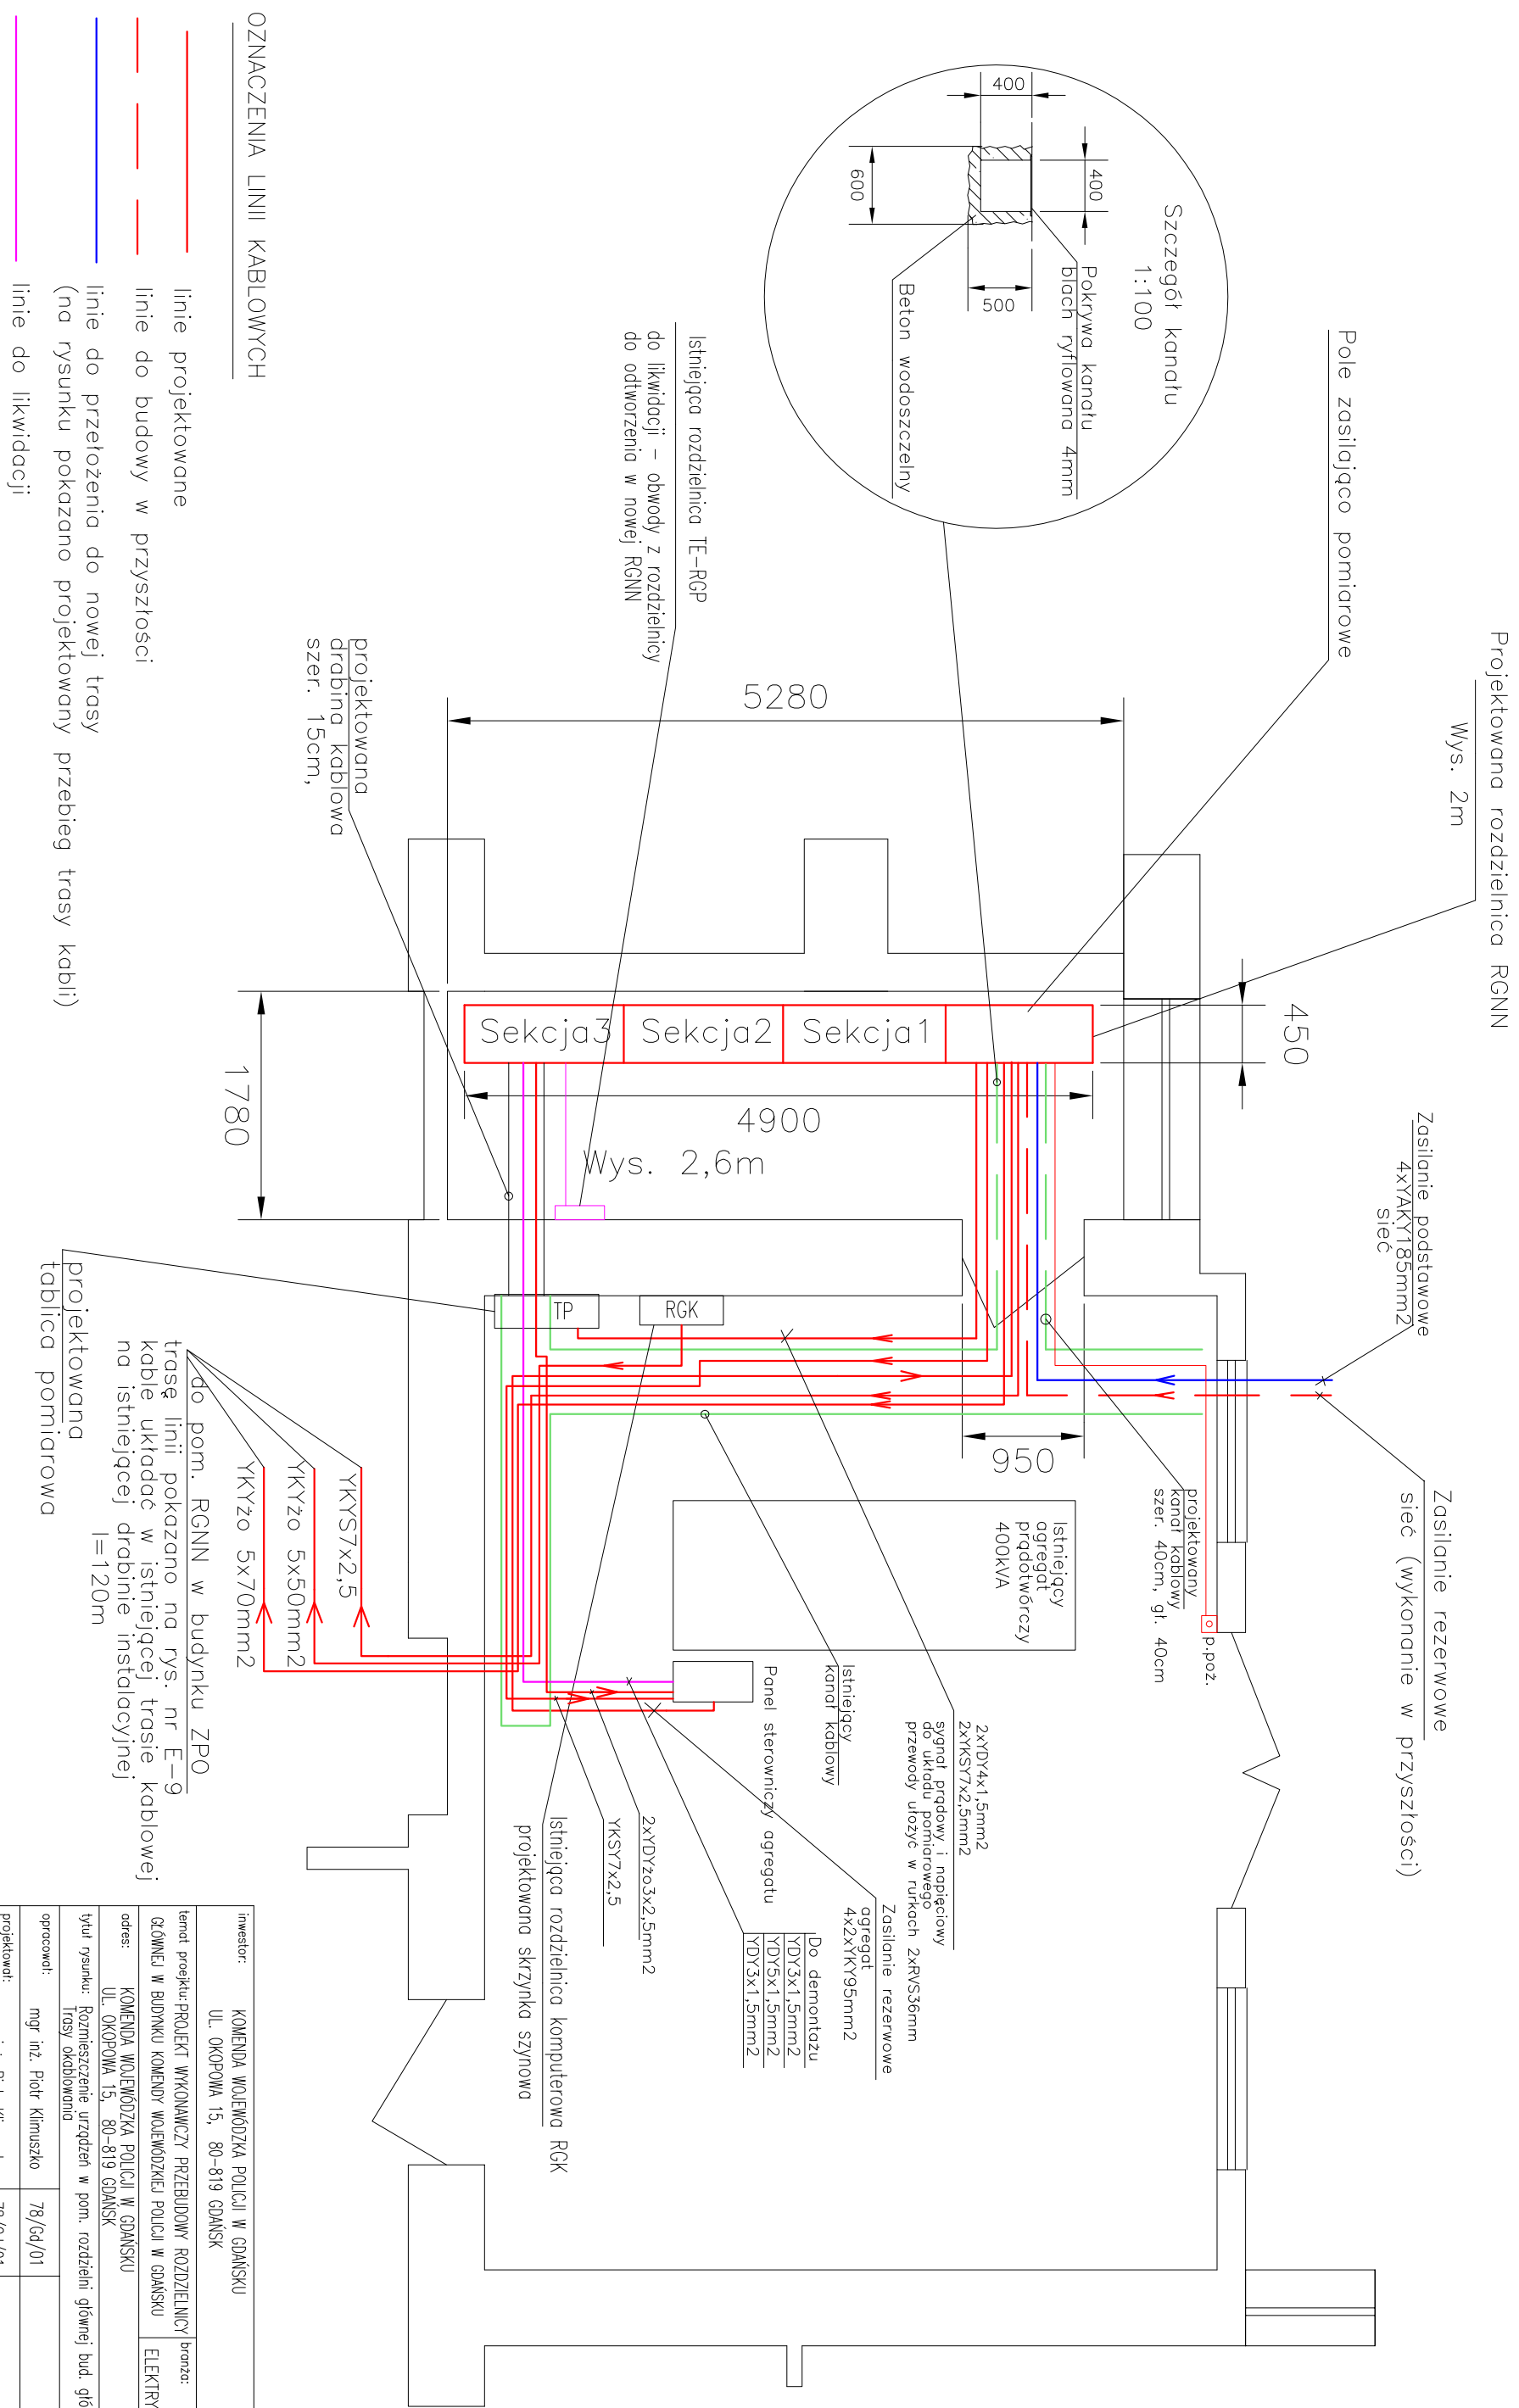 Projektowana rozdzielnica RGNN
Wys. 2m
Pole zasilająco pomiarowe
Szczegół kanału
1:100
Pokrywa kanału
blach ryflowana 4mm
Beton wodoszczelny
400
400
500
600
Istniejąca rozdzielnica TE-RGP
do likwidacji - obwody z rozdzielnicy
do odtworzenia w nowej RGNN
projektowana
drabina kablowa
szer. 15cm,
OZNACZENIA LINII KABLOWYCH
linie projektowane
linie do budowy w przyszłości
linie do przełożenia do nowej trasy
(na rysunku pokazano projektowany przebieg trasy kabli)
linie do likwidacji
5280
450
4900
1780
950
Wys. 2,6m
Sekcja3
Sekcja2
Sekcja1
TP
RGK
Zasilanie podstawowe
4xYAKY185mm2
sieć
Zasilanie rezerwowe
sieć (wykonanie w przyszłości)
projektowany
kanał kablowy
szer. 40cm, gł. 40cm
p.poż.
Istniejący
agregat
prądotwórczy
400kVA
Istniejący
kanał kablowy
Panel sterowniczy agregatu
2xYDY4x1,5mm2
2xYKSY7x2,5mm2
sygnał prądowy i napięciowy
do układu pomiarowego
przewody ułożyć w rurkach 2xRVS36mm
Zasilanie rezerwowe
agregat
4x2xYKY95mm2
Do demontażu
YDY3x1,5mm2
YDY5x1,5mm2
YDY3x1,5mm2
2xYDYżo3x2,5mm2
YKSY7x2,5
Istniejąca rozdzielnica komputerowa RGK
projektowana skrzynka szynowa
projektowana
tablica pomiarowa
YKYS7x2,5
YKYżo 5x50mm2
YKYżo 5x70mm2
do pom. RGNN w budynku ZPO
trasę linii pokazano na rys. nr E-9
kable układać w istniejącej trasie kablowej
na istniejącej drabinie instalacyjnej
l=120m
inwestor:
KOMENDA WOJEWÓDZKA POLICJI W GDAŃSKU
UL. OKOPOWA 15, 80-819 GDAŃSK
temat proejktu: PROJEKT WYKONAWCZY PRZEBUDOWY ROZDZIELNICY
GŁÓWNEJ W BUDYNKU KOMENDY WOJEWÓDZKIEJ POLICJI W GDAŃSKU
branża:
ELEKTRY
adres:
KOMENDA WOJEWÓDZKA POLICJI W GDAŃSKU
UL. OKOPOWA 15, 80-819 GDAŃSK
tytuł rysunku: Rozmieszczenie urządzeń w pom. rozdzielni głównej bud. głó
Trasy okablowania
opracował:
mgr inż. Piotr Klimuszko
78/Gd/01
projektował: